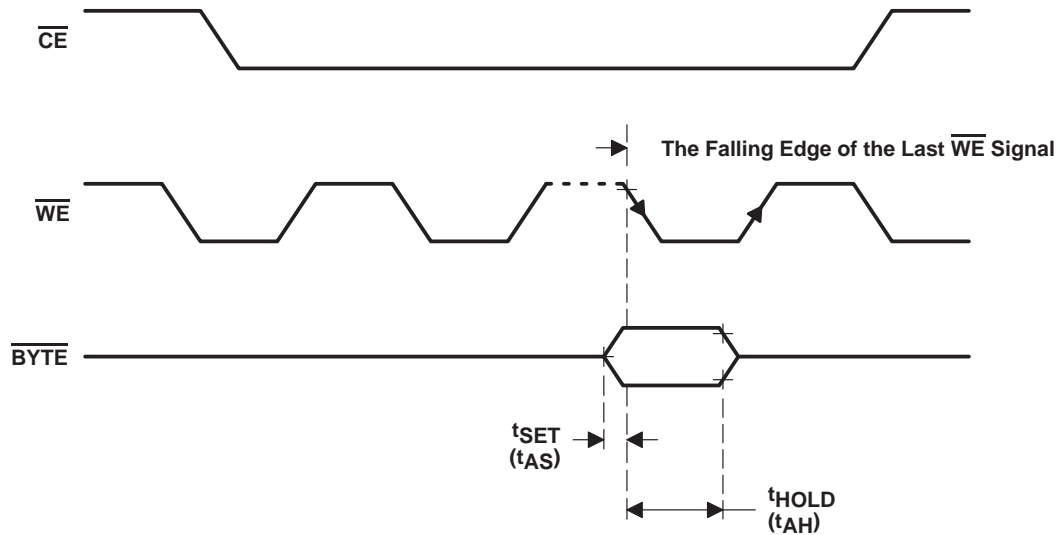 CE
The Falling Edge of the Last WE Signal
WE
BYTE
tSET
(tAS)
tHOLD
(tAH)